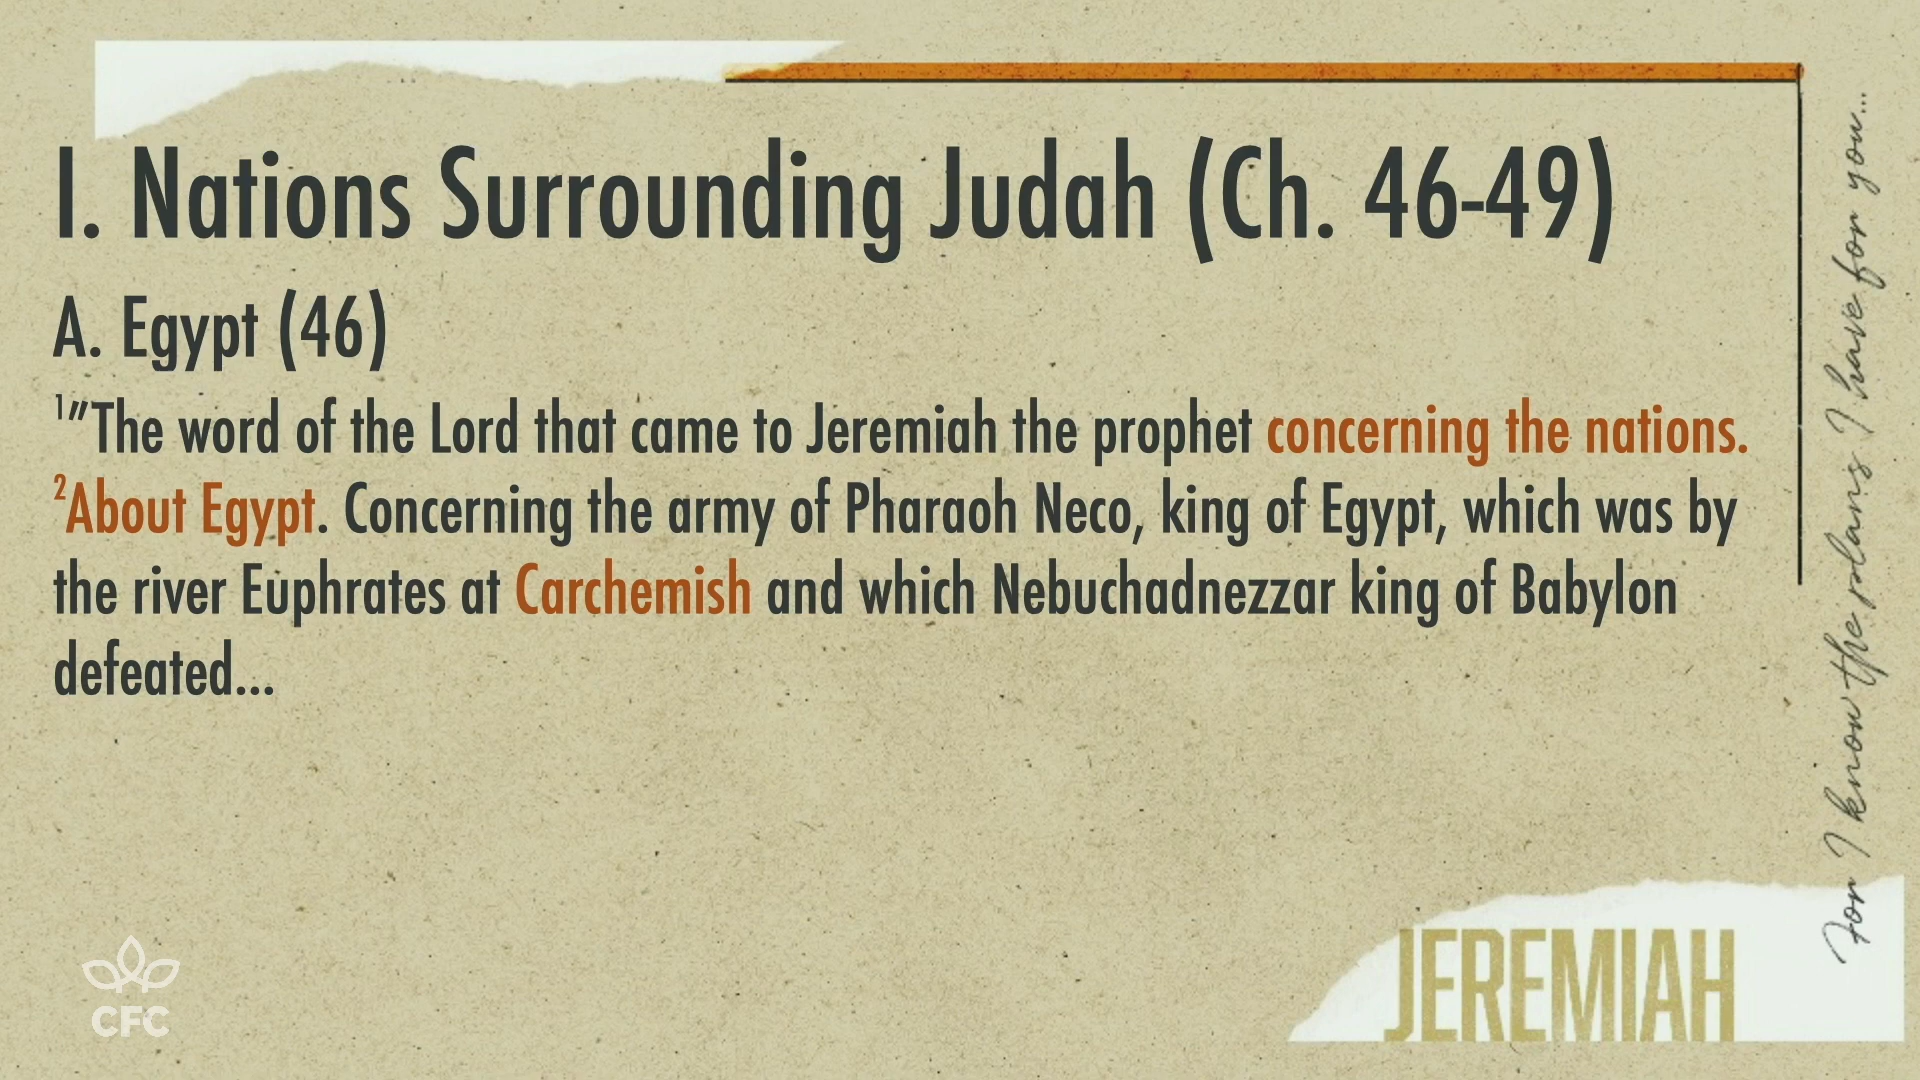 I. Nations Surrounding Judah (Ch. 46-49)
A. Egypt (46)
¹"The word of the Lord that came to Jeremiah the prophet concerning the nations.
²About Egypt. Concerning the army of Pharaoh Neco, king of Egypt, which was by
the river Euphrates at Carchemish and which Nebuchadnezzar king of Babylon
defeated...
For I know the plans I have for you...
JEREMIAH
CFC